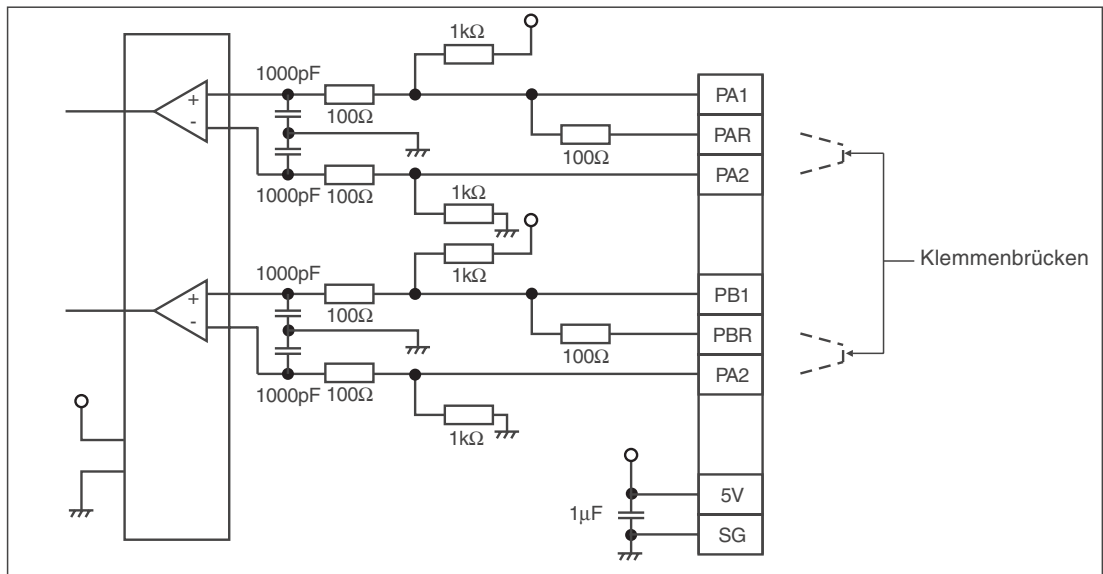 1kΩ
1000pF
+
-
100Ω
100Ω
1000pF
100Ω
1kΩ
PA1
PAR
PA2
1kΩ
1000pF
+
-
100Ω
100Ω
1000pF
100Ω
1kΩ
PB1
PBR
PA2
Klemmenbrücken
1µF
5V
SG